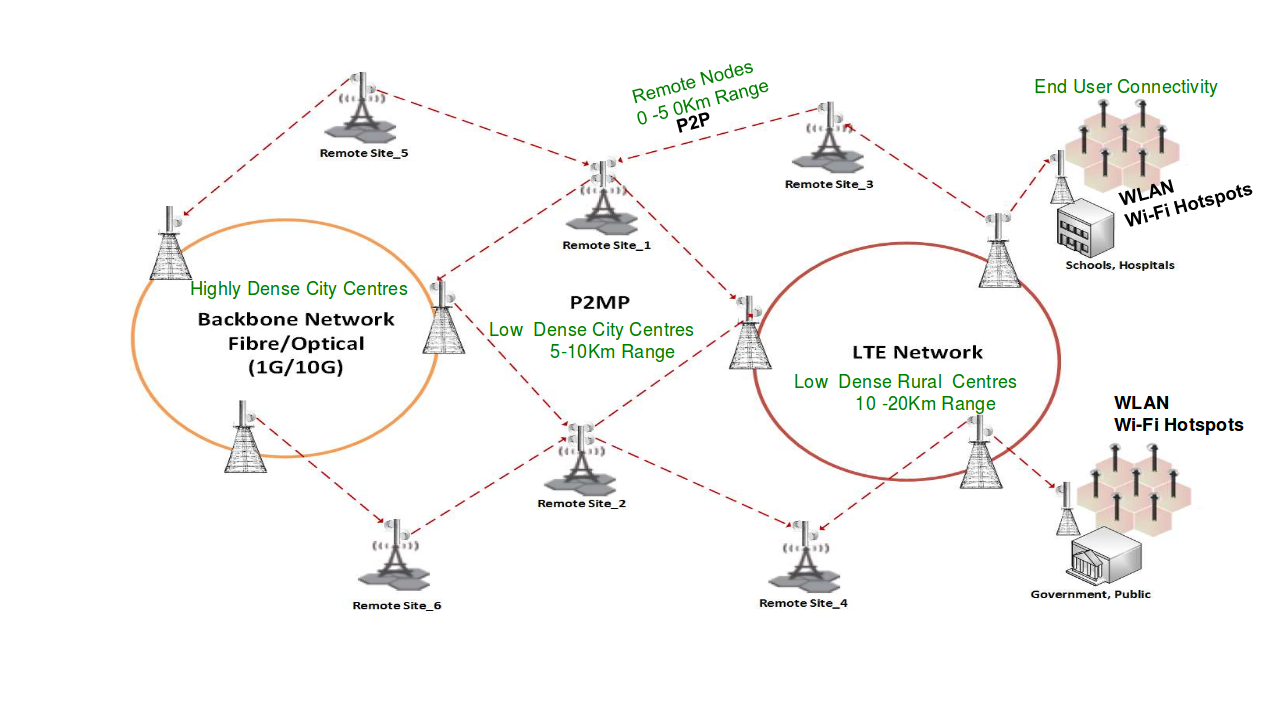 Remote Nodes
0 -5 0Km Range
P2P
End User Connectivity
Remote Site_5
Remote Site_3
WLAN
Wi-Fi Hotspots
Remote Site_1
Schools, Hospitals
Highly Dense City Centres
Backbone Network
Fibre/Optical
(1G/10G)
P2MP
Low Dense City Centres
5-10Km Range
LTE Network
Low Dense Rural Centres
10 -20Km Range
WLAN
Wi-Fi Hotspots
Remote Site_2
Remote Site_6
Remote Site_4
Government, Public